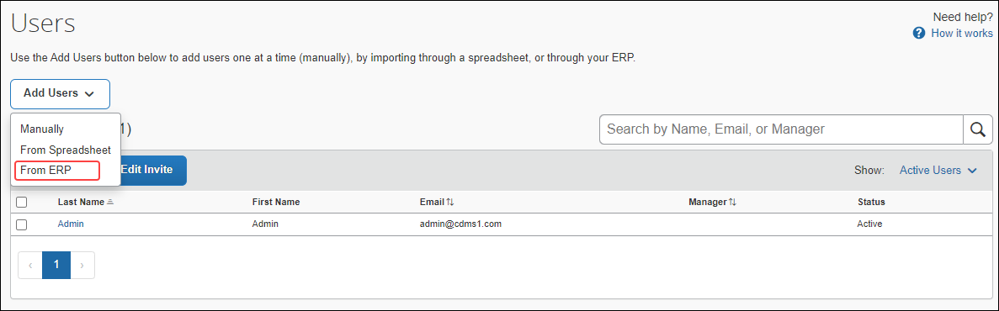 Users
Need help?
? How it works
Use the Add Users button below to add users one at a time (manually), by importing through a spreadsheet, or through your ERP.
Add Users
Manually
From Spreadsheet
From ERP
1)
Search by Name, Email, or Manager
Edit Invite
Show: Active Users
Last Name First Name Email Manager Status
Admin Admin admin@cdms1.com Active
‹ 1 ›